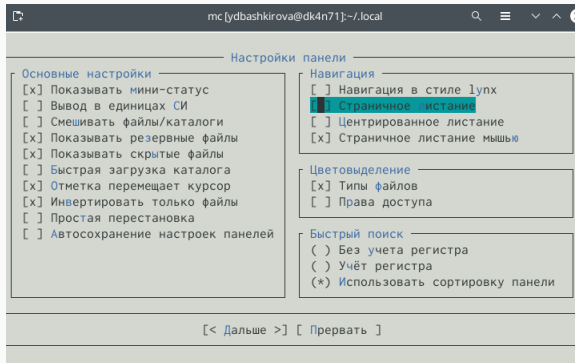 mc [ydbashkirova@dk4n71]:~/.local
Настройки панели
Основные настройки
[x] Показывать мини-статус
[ ] Вывод в единицах СИ
[ ] Смешивать файлы/каталоги
[x] Показывать резервные файлы
[x] Показывать скрытые файлы
[ ] Быстрая загрузка каталога
[x] Отметка перемещает курсор
[x] Инвертировать только файлы
[ ] Простая перестановка
[ ] Автосохранение настроек панелей
Навигация
[ ] Навигация в стиле lynx
[ ] Страничное листание
[ ] Центрированное листание
[x] Страничное листание мышью
Цветовыделение
[x] Типы файлов
[ ] Права доступа
Быстрый поиск
( ) Без учета регистра
( ) Учёт регистра
(*) Использовать сортировку панели
[< Дальше >] [ Прервать ]